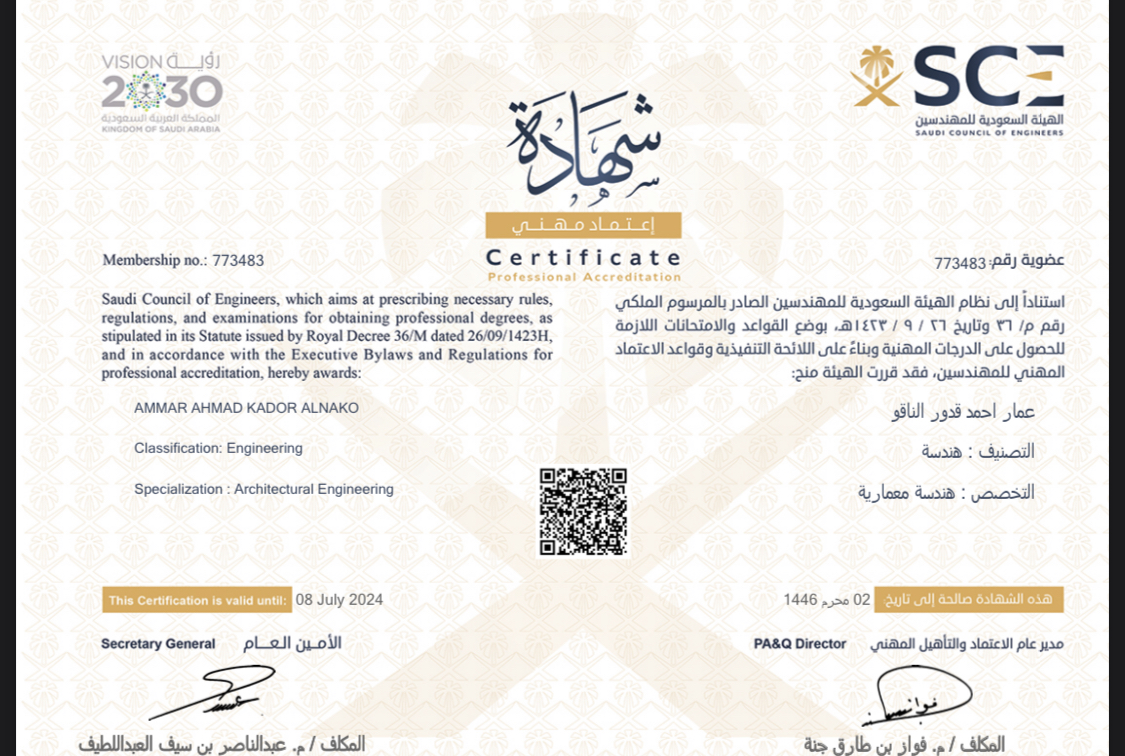 VISION رؤيــة
2030
المملكة العربية السعودية
KINGDOM OF SAUDI ARABIA
SCE
الهيئة السعودية للمهندسين
SAUDI COUNCIL OF ENGINEERS
شهادة
إعـتـمـاد مـهـنـي
Certificate
Professional Accreditation
Membership no.: 773483
عضوية رقم: 773483
Saudi Council of Engineers, which aims at prescribing necessary rules,
regulations, and examinations for obtaining professional degrees, as
stipulated in its Statute issued by Royal Decree 36/M dated 26/09/1423H,
and in accordance with the Executive Bylaws and Regulations for
professional accreditation, hereby awards:
استناداً إلى نظام الهيئة السعودية للمهندسين الصادر بالمرسوم الملكي
رقم م/ ٣٦ وتاريخ ٢٦ / ٩ / ١٤٢٣هـ، بوضع القواعد والامتحانات اللازمة
للحصول على الدرجات المهنية وبناءً على اللائحة التنفيذية وقواعد الاعتماد
المهني للمهندسين، فقد قررت الهيئة منح:
AMMAR AHMAD KADOR ALNAKO
عمار احمد قدور الناقو
Classification: Engineering
التصنيف : هندسة
Specialization : Architectural Engineering
التخصص : هندسة معمارية
This Certification is valid until: 08 July 2024
هذه الشهادة صالحة إلى تاريخ: 02 محرم 1446
Secretary General الأمـين الـعـــام
PA&Q Director مدير عام الاعتماد والتأهيل المهني
المكلف / م. عبدالناصر بن سيف العبداللطيف
المكلف / م. فواز بن طارق جنة